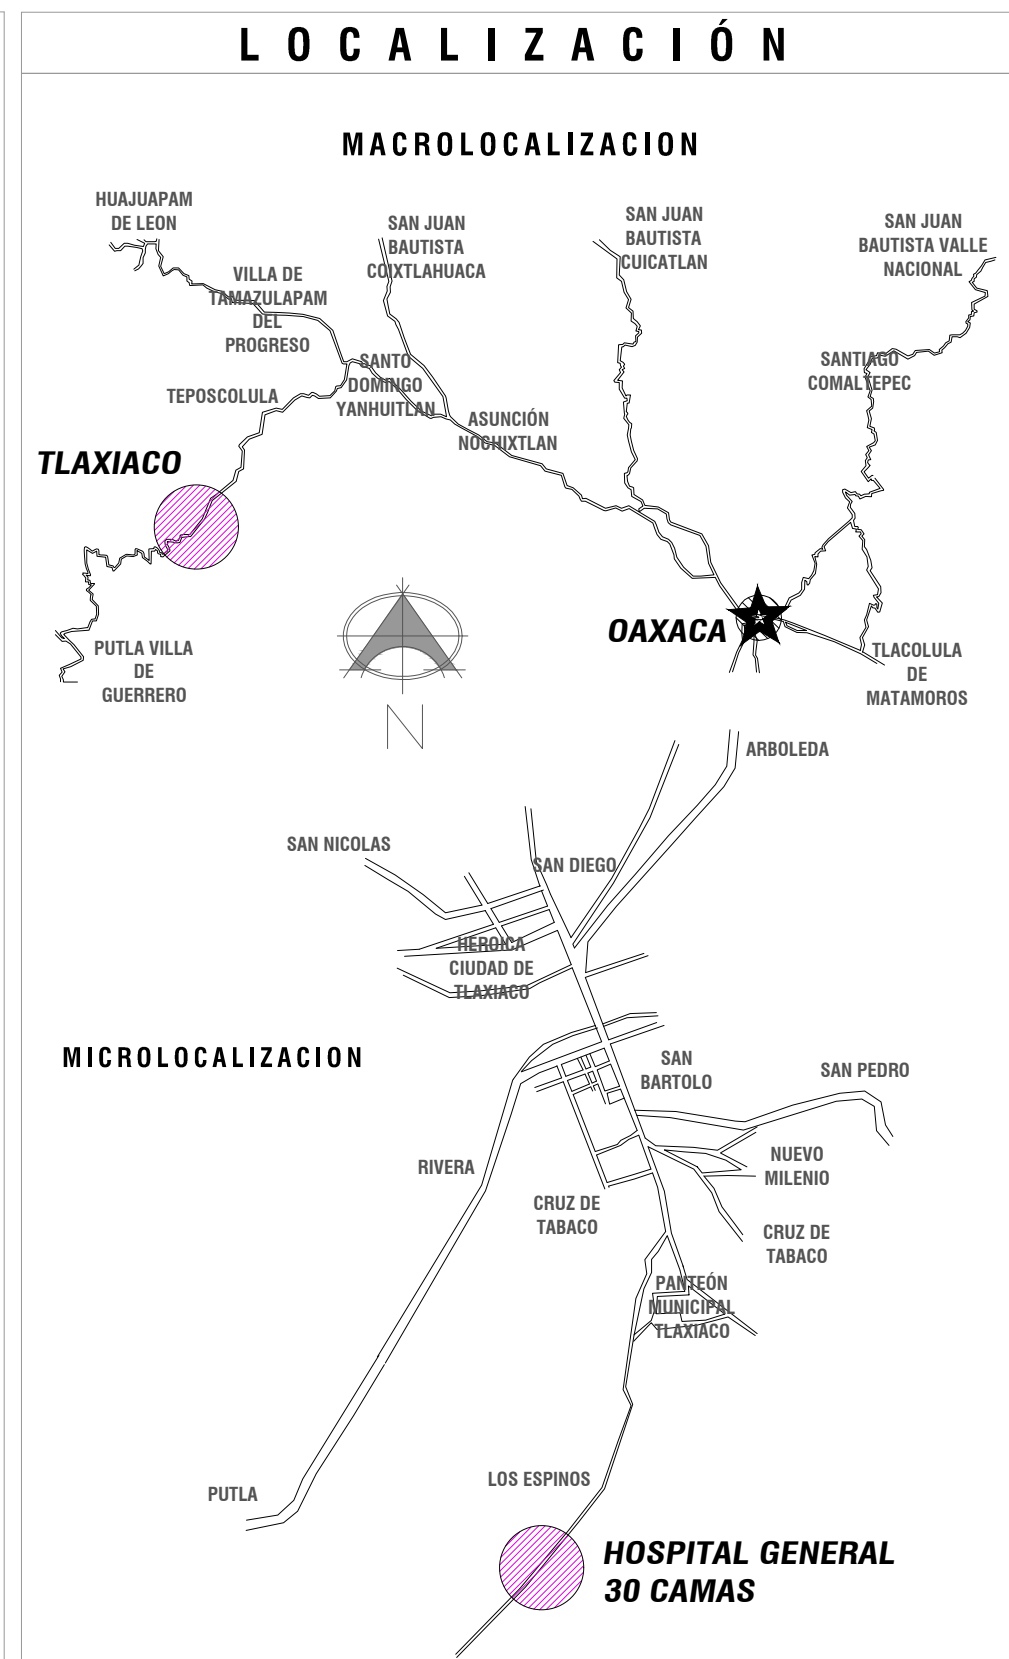 LOCALIZACIÓN
MACROLOCALIZACION
HUAJUAPAM
DE LEON
SAN JUAN
BAUTISTA
COIXTLAHUACA
SAN JUAN
BAUTISTA
CUICATLAN
SAN JUAN
BAUTISTA VALLE
NACIONAL
VILLA DE
TAMAZULAPAM
DEL
PROGRESO
SANTO
DOMINGO
YANHUITLAN
SANTIAGO
COMALTEPEC
TEPOSCOLULA
ASUNCIÓN
NOCHIXTLAN
TLAXIACO
OAXACA
PUTLA VILLA
DE
GUERRERO
TLACOLULA
DE
MATAMOROS
N
ARBOLEDA
SAN NICOLAS
SAN DIEGO
HEROICA
CIUDAD DE
TLAXIACO
MICROLOCALIZACION
SAN
BARTOLO
SAN PEDRO
RIVERA
NUEVO
MILENIO
CRUZ DE
TABACO
CRUZ DE
TABACO
PANTEÓN
MUNICIPAL
TLAXIACO
LOS ESPINOS
PUTLA
HOSPITAL GENERAL
30 CAMAS